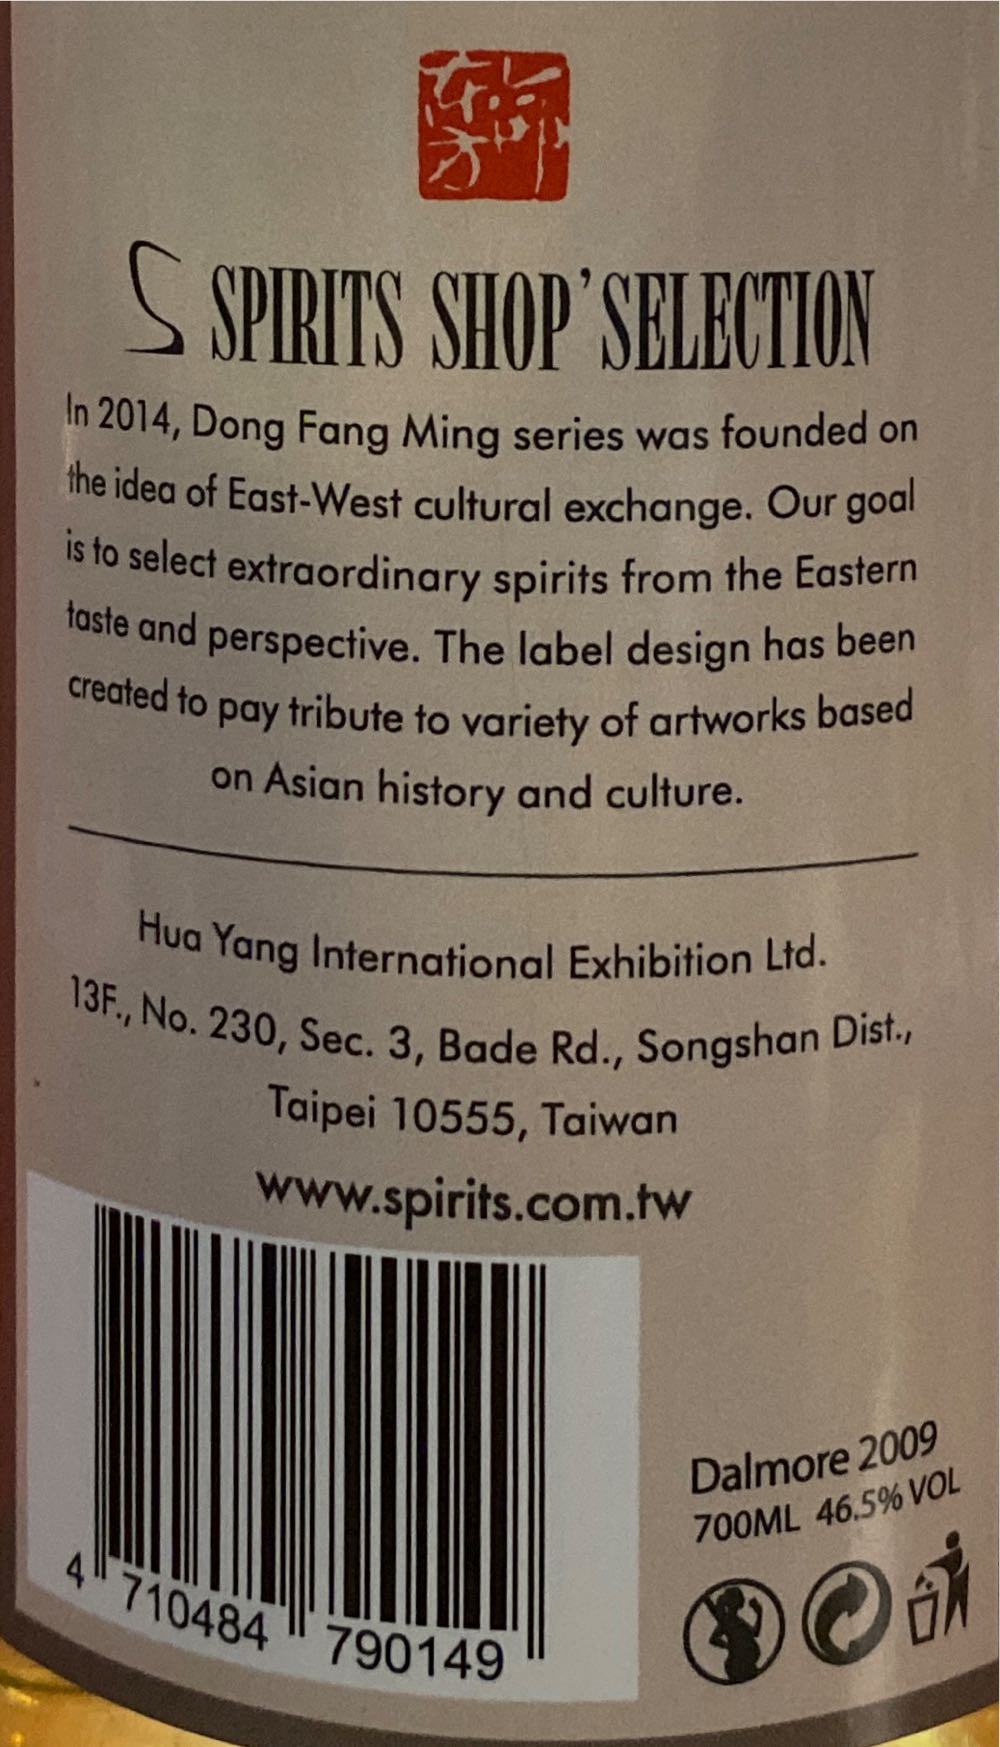 SPIRITS SHOP' SELECTION
In 2014, Dong Fang Ming series was founded on
the idea of East-West cultural exchange. Our goal
is to select extraordinary spirits from the Eastern
taste and perspective. The label design has been
created to pay tribute to variety of artworks based
on Asian history and culture.
Hua Yang International Exhibition Ltd.
13F., No. 230, Sec. 3, Bade Rd., Songshan Dist.,
Taipei 10555, Taiwan
www.spirits.com.tw
Dalmore 2009
700ML 46.5% VOL
4 710484 790149